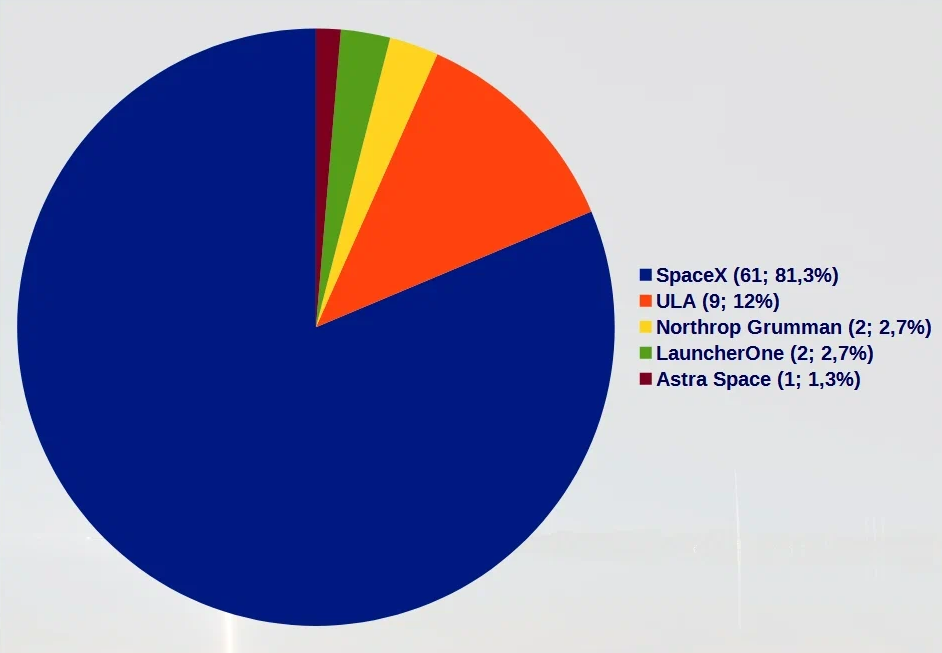 SpaceX (61; 81,3%)
ULA (9; 12%)
Northrop Grumman (2; 2,7%)
LauncherOne (2; 2,7%)
Astra Space (1; 1,3%)